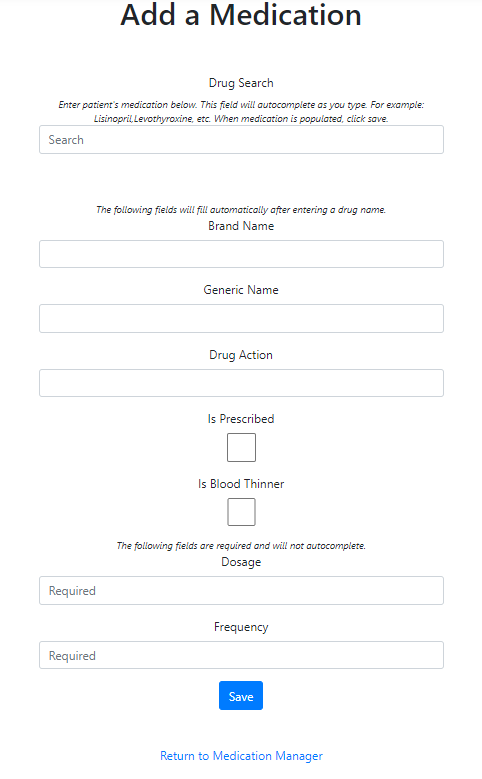 Add a Medication
Drug Search
Enter patient's medication below. This field will autocomplete as you type. For example:
Lisinopril,Levothyroxine, etc. When medication is populated, click save.
Search
The following fields will fill automatically after entering a drug name.
Brand Name
Generic Name
Drug Action
Is Prescribed
Is Blood Thinner
The following fields are required and will not autocomplete.
Dosage
Required
Frequency
Required
Save
Return to Medication Manager